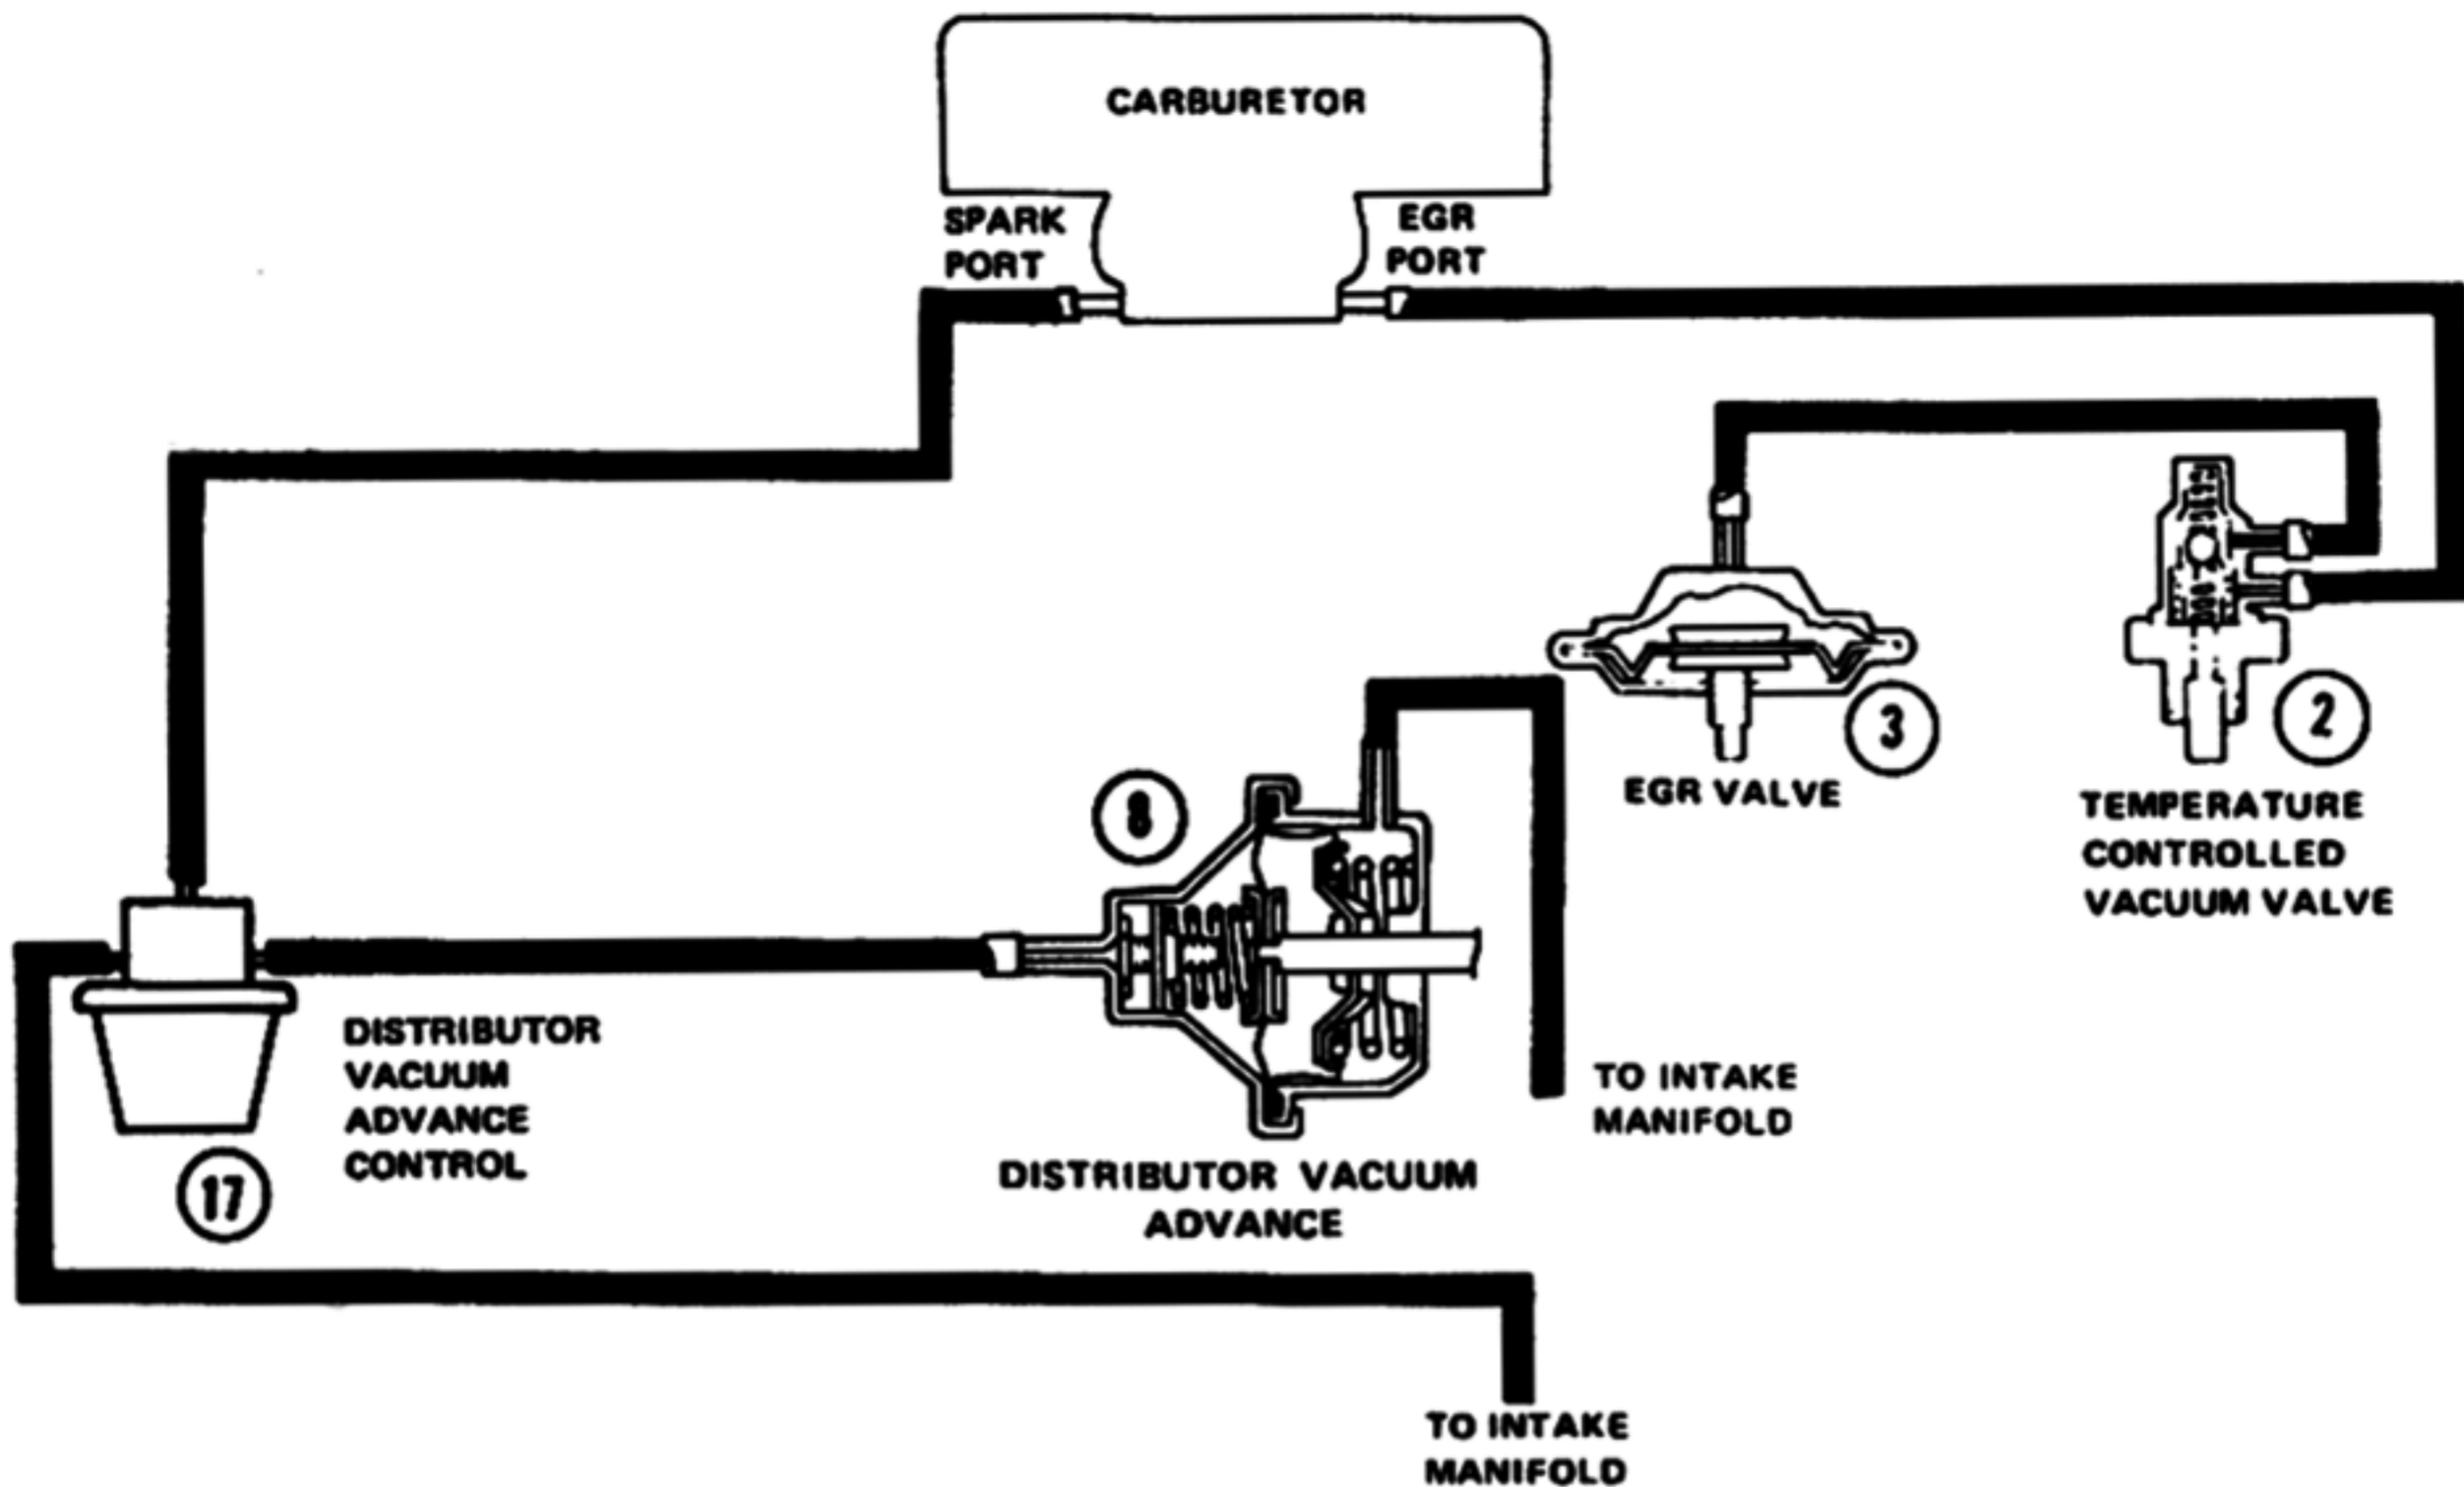 CARBURETOR
SPARK
PORT
EGR
PORT
3
EGR VALVE
2
TEMPERATURE
CONTROLLED
VACUUM VALVE
8
DISTRIBUTOR VACUUM
ADVANCE
TO INTAKE
MANIFOLD
DISTRIBUTOR
VACUUM
ADVANCE
CONTROL
17
TO INTAKE
MANIFOLD